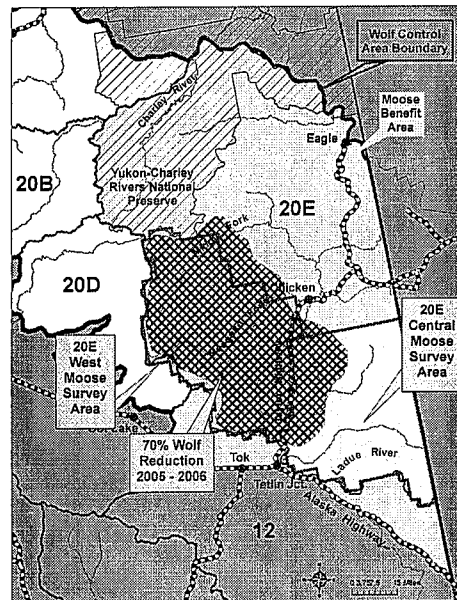 Wolf Control
Area Boundary
Moose
Benefit
Area
Charley River
Eagle
Yukon-Charley
Rivers National
Preserve
20B
20E
Fork
20D
20E
West
Moose
Survey
Area
20E
Central
Moose
Survey
Area
70% Wolf
Reduction
2005 - 2006
Lake
Tok
Tetlin Jct.
Ladue River
Alaska Highway
12